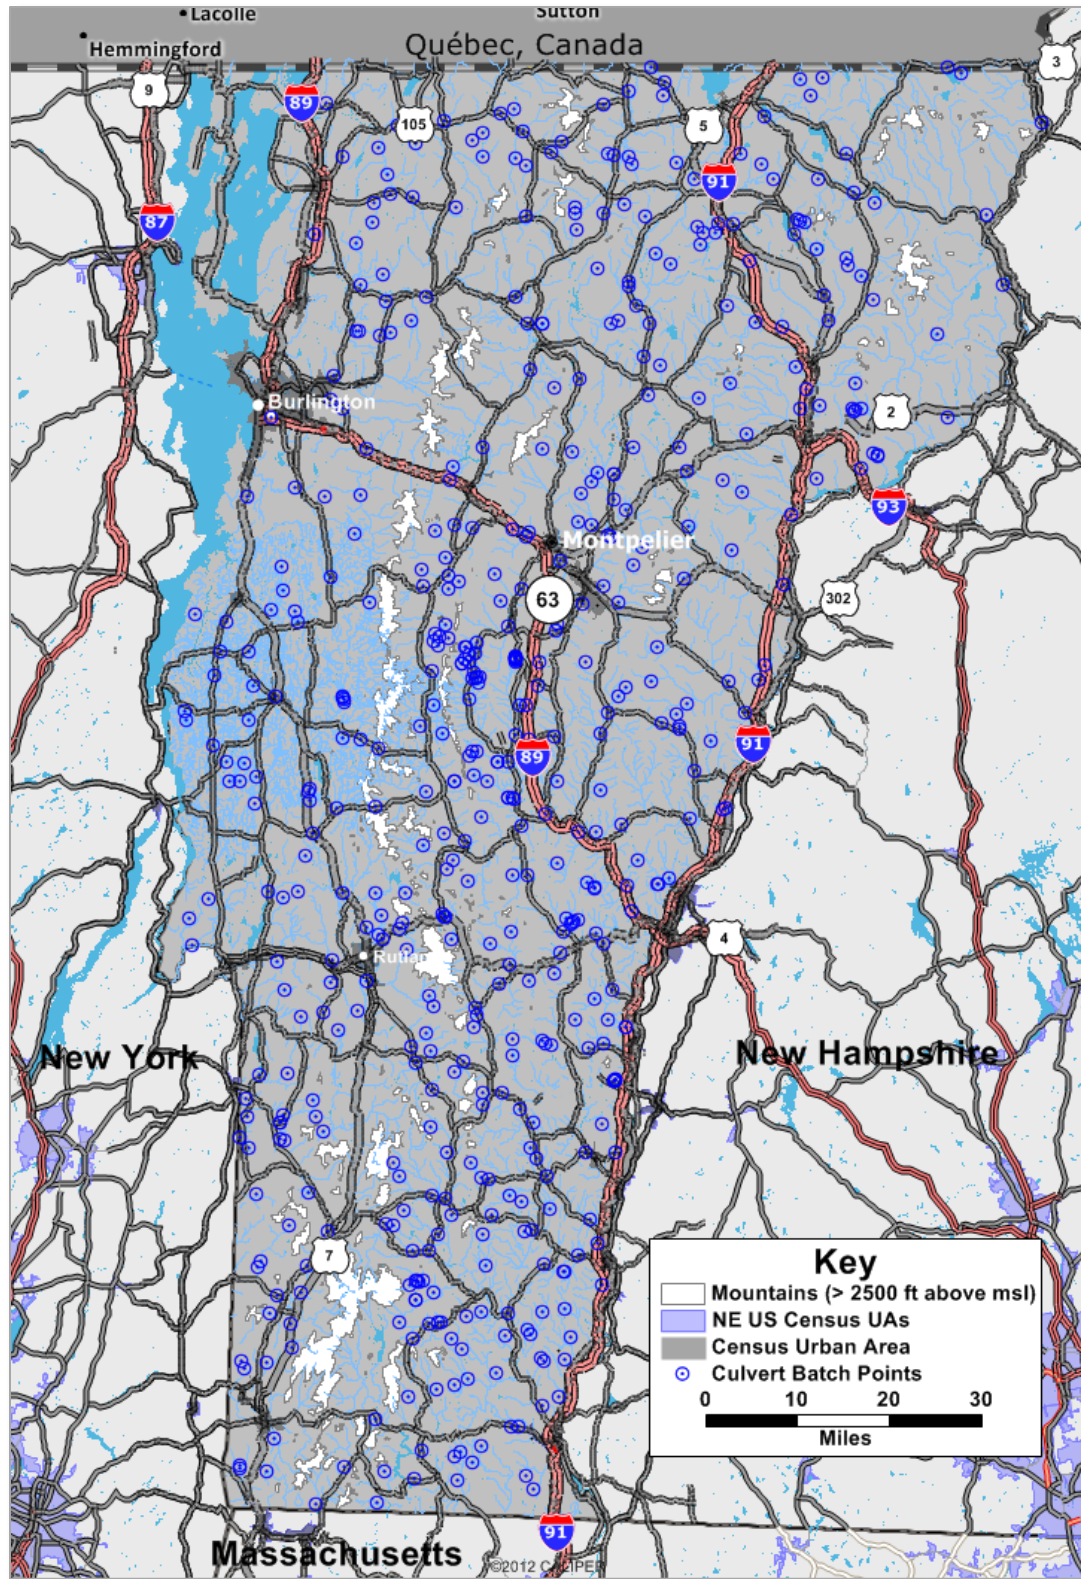 Lacolle
Sutton
Hemmingford
Québec, Canada
3
9
89
105
5
91
87
2
Burlington
93
Montpelier
63
302
89
91
4
New York
New Hampshire
7
Key
Mountains (> 2500 ft above msl)
NE US Census UAs
Census Urban Area
Culvert Batch Points
0 10 20 30
Miles
91
Massachusetts
©2012 CALIPER